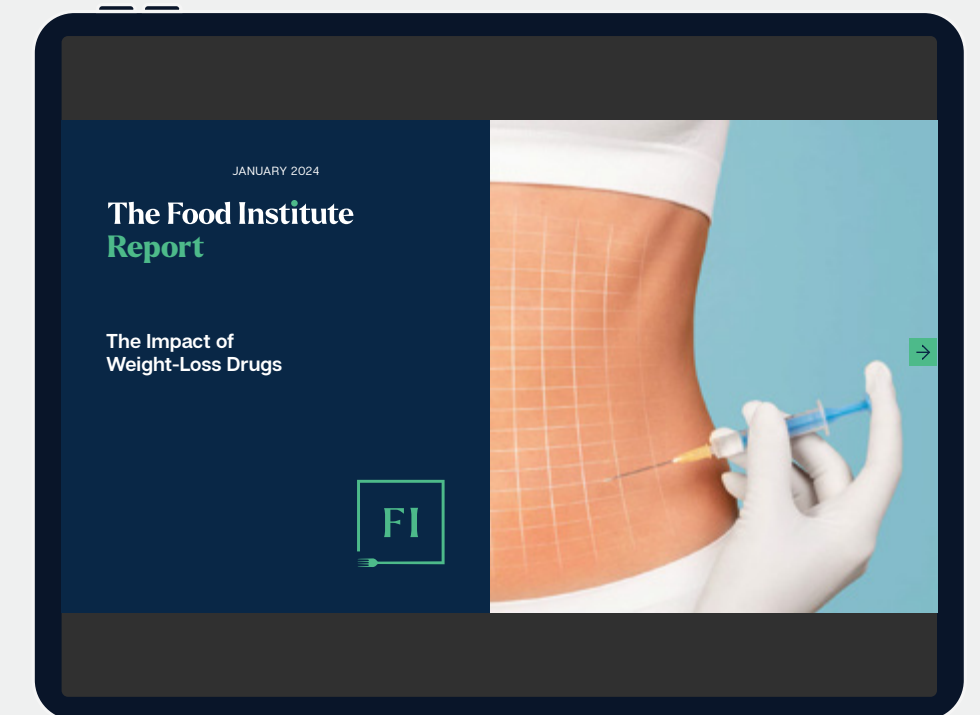 JANUARY 2024
The Food Institute
Report
The Impact of
Weight-Loss Drugs
FI